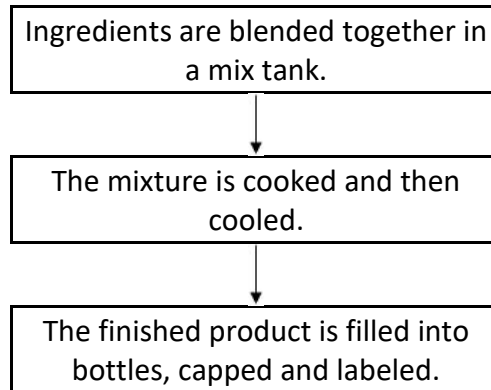 Ingredients are blended together in
a mix tank.
The mixture is cooked and then
cooled.
The finished product is filled into
bottles, capped and labeled.